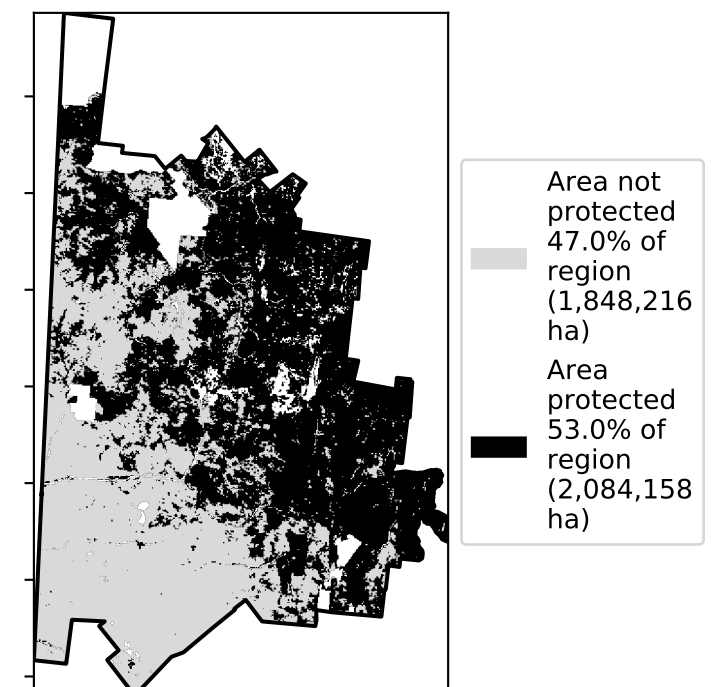 Area not
protected
47.0% of
region
(1,848,216
ha)
Area
protected
53.0% of
region
(2,084,158
ha)